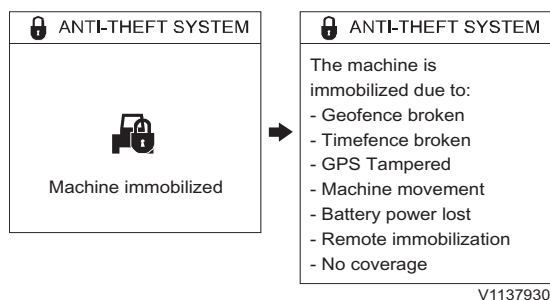 ANTI-THEFT SYSTEM
Machine immobilized
ANTI-THEFT SYSTEM
The machine is
immobilized due to:
- Geofence broken
- Timefence broken
- GPS Tampered
- Machine movement
- Battery power lost
- Remote immobilization
- No coverage
V1137930